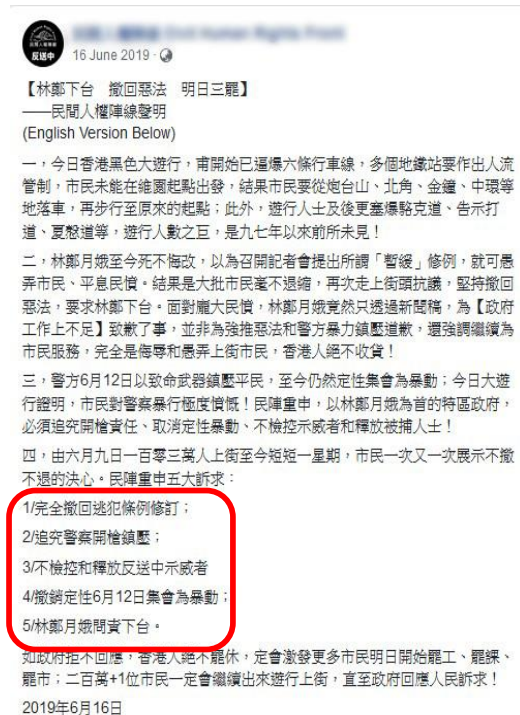 反送中
16 June 2019
【林鄭下台　撤回惡法　明日三罷】
——民間人權陣線聲明
(English Version Below)
一，今日香港黑色大遊行，甫開始已逼爆六條行車線，多個地鐵站要作出人流
管制，市民未能在維園起點出發，結果市民要從炮台山、北角、金鐘、中環等
地落車，再步行至原來的起點；此外，遊行人士及後更塞爆駱克道、告示打
道、夏慤道等，遊行人數之巨，是九七年以來前所未見！
二，林鄭月娥至今死不悔改，以為召開記者會提出所謂「暫緩」修例，就可愚
弄市民、平息民憤。結果是大批市民毫不退縮，再次走上街頭抗議，堅持撤回
惡法，要求林鄭下台。面對龐大民憤，林鄭月娥竟然只透過新聞稿，為【政府
工作上不足】致歉了事，並非為強推惡法和警方暴力鎮壓道歉，還強調繼續為
市民服務，完全是侮辱和愚弄上街市民，香港人絕不收貨！
三，警方6月12日以致命武器鎮壓平民，至今仍然定性集會為暴動；今日大遊
行證明，市民對警察暴行極度憤慨！民陣重申，以林鄭月娥為首的特區政府，
必須追究開槍責任、取消定性暴動、不檢控示威者和釋放被捕人士！
四，由六月九日一百零三萬人上街至今短短一星期，市民一次又一次展示不撤
不退的決心。民陣重申五大訴求：
1/完全撤回逃犯條例修訂；
2/追究警察開槍鎮壓；
3/不檢控和釋放反送中示威者
4/撤銷定性6月12日集會為暴動；
5/林鄭月娥問責下台。
如政府拒不回應，香港人絕不罷休，定會激發更多市民明日開始罷工、罷課、
罷市；二百萬+1位市民一定會繼續出來遊行上街，直至政府回應人民訴求！
2019年6月16日